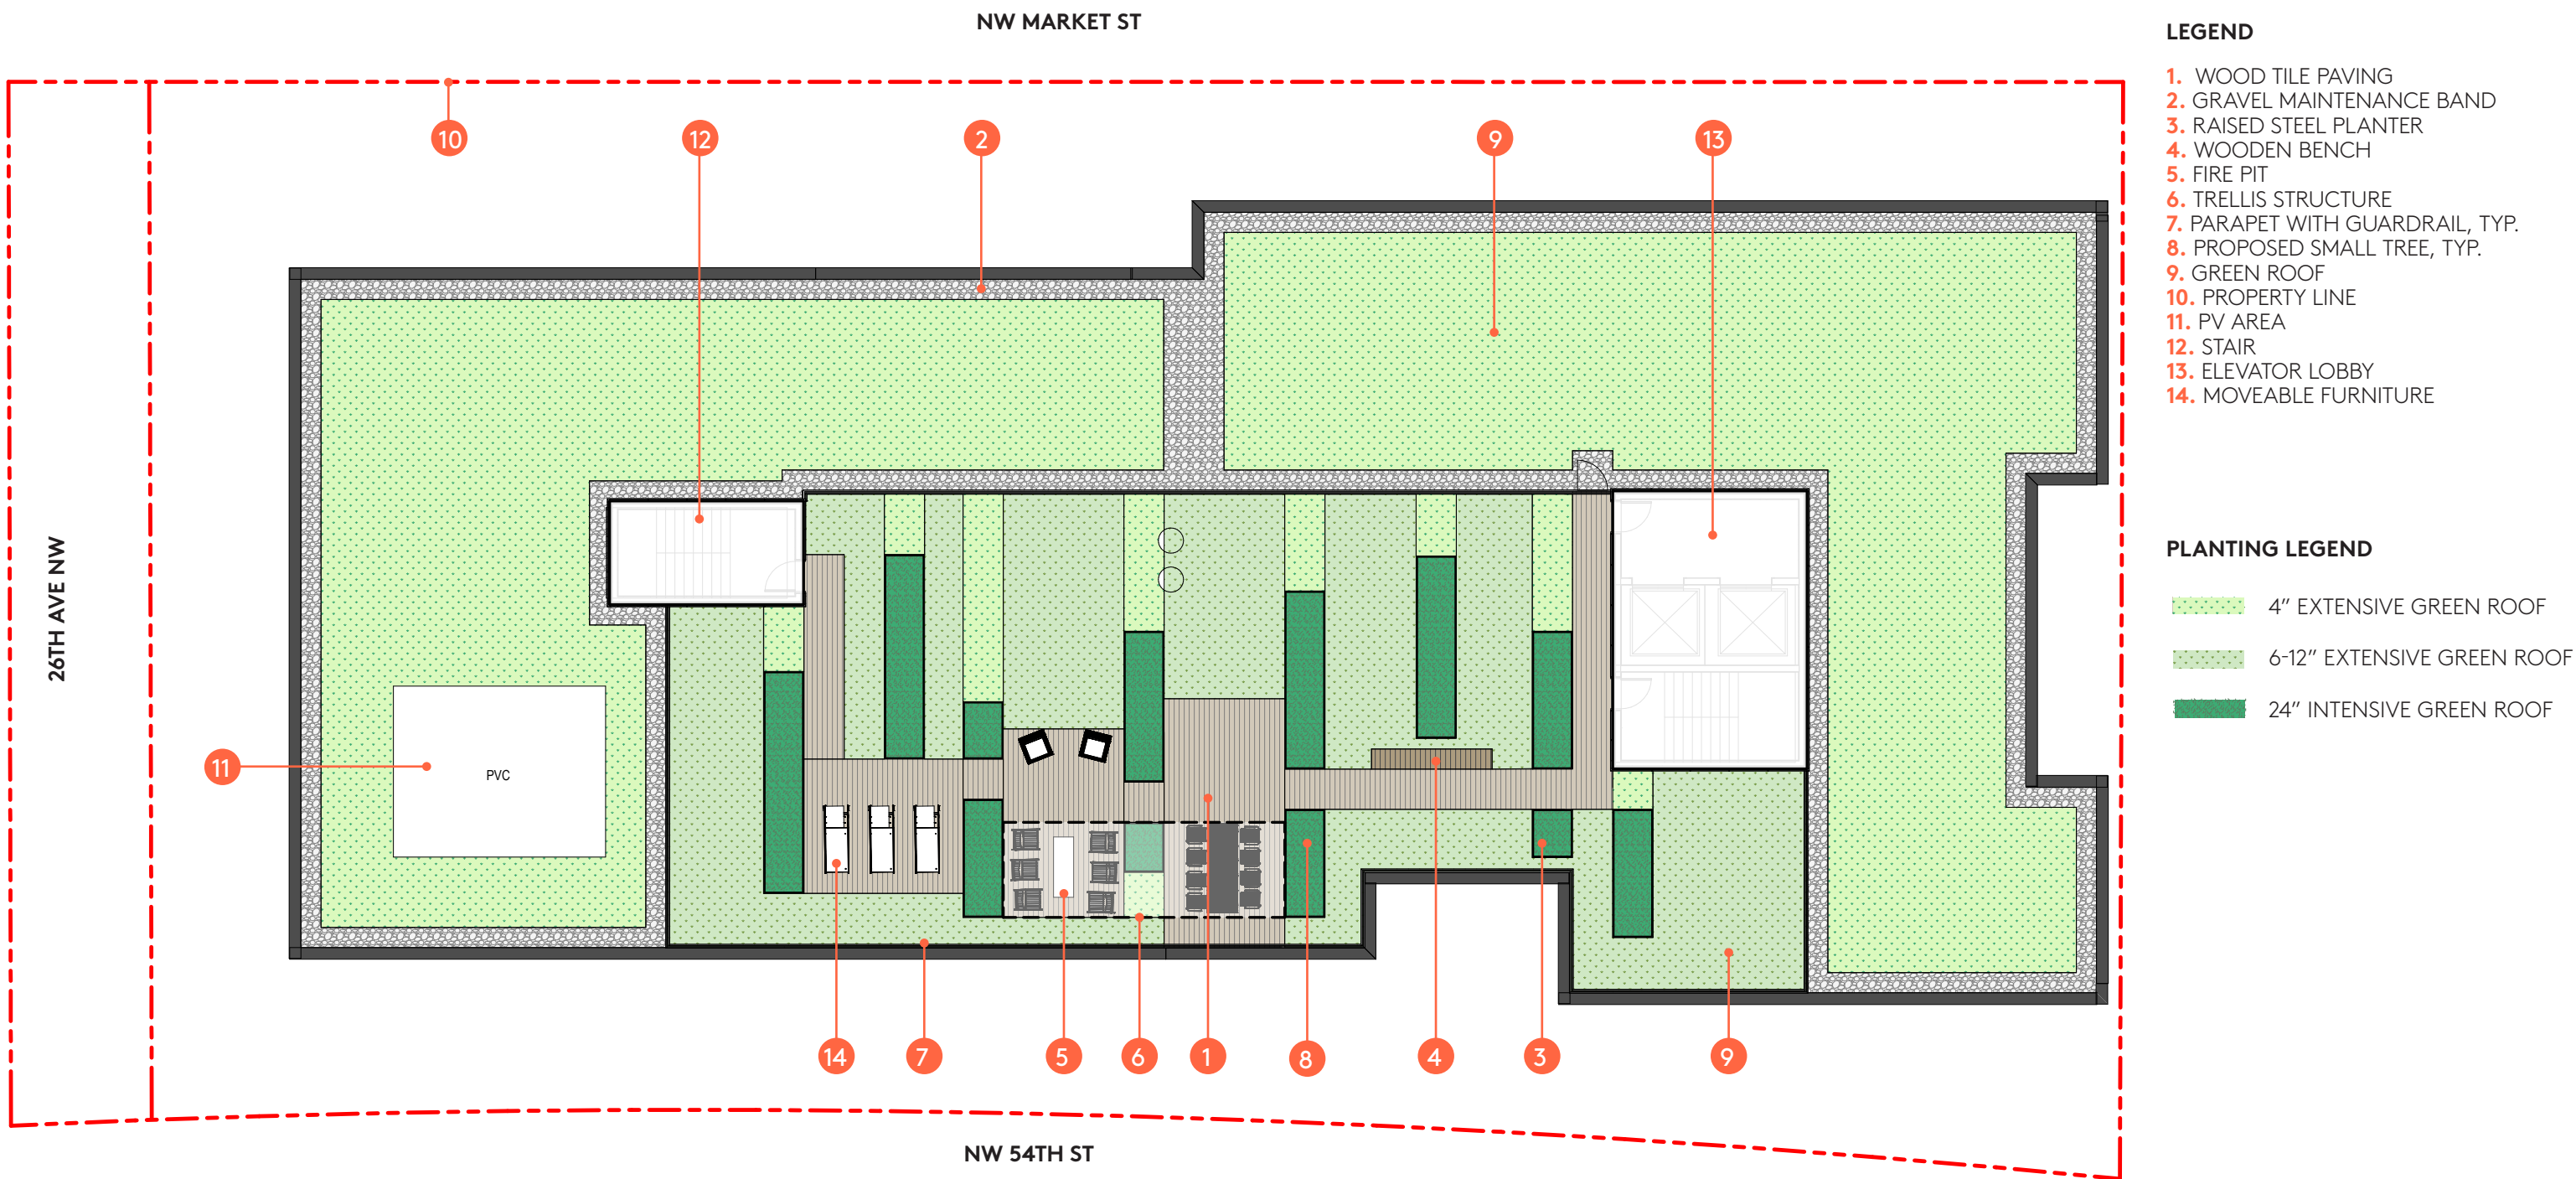 NW MARKET ST
10
12
2
9
13
26TH AVE NW
11
PVC
14
7
5
6
1
8
4
3
9
NW 54TH ST
LEGEND
1. WOOD TILE PAVING
2. GRAVEL MAINTENANCE BAND
3. RAISED STEEL PLANTER
4. WOODEN BENCH
5. FIRE PIT
6. TRELLIS STRUCTURE
7. PARAPET WITH GUARDRAIL, TYP.
8. PROPOSED SMALL TREE, TYP.
9. GREEN ROOF
10. PROPERTY LINE
11. PV AREA
12. STAIR
13. ELEVATOR LOBBY
14. MOVEABLE FURNITURE
PLANTING LEGEND
4" EXTENSIVE GREEN ROOF
6-12" EXTENSIVE GREEN ROOF
24" INTENSIVE GREEN ROOF